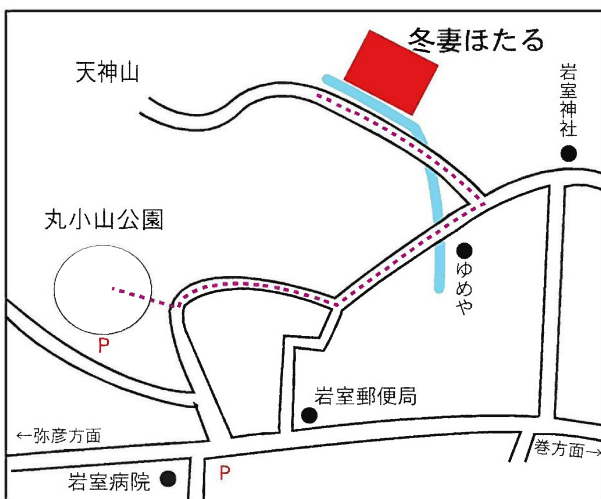 冬妻ほたる
天神山
岩室神社
丸小山公園
ゆめや
P
岩室郵便局
←弥彦方面
巻方面→
岩室病院
P